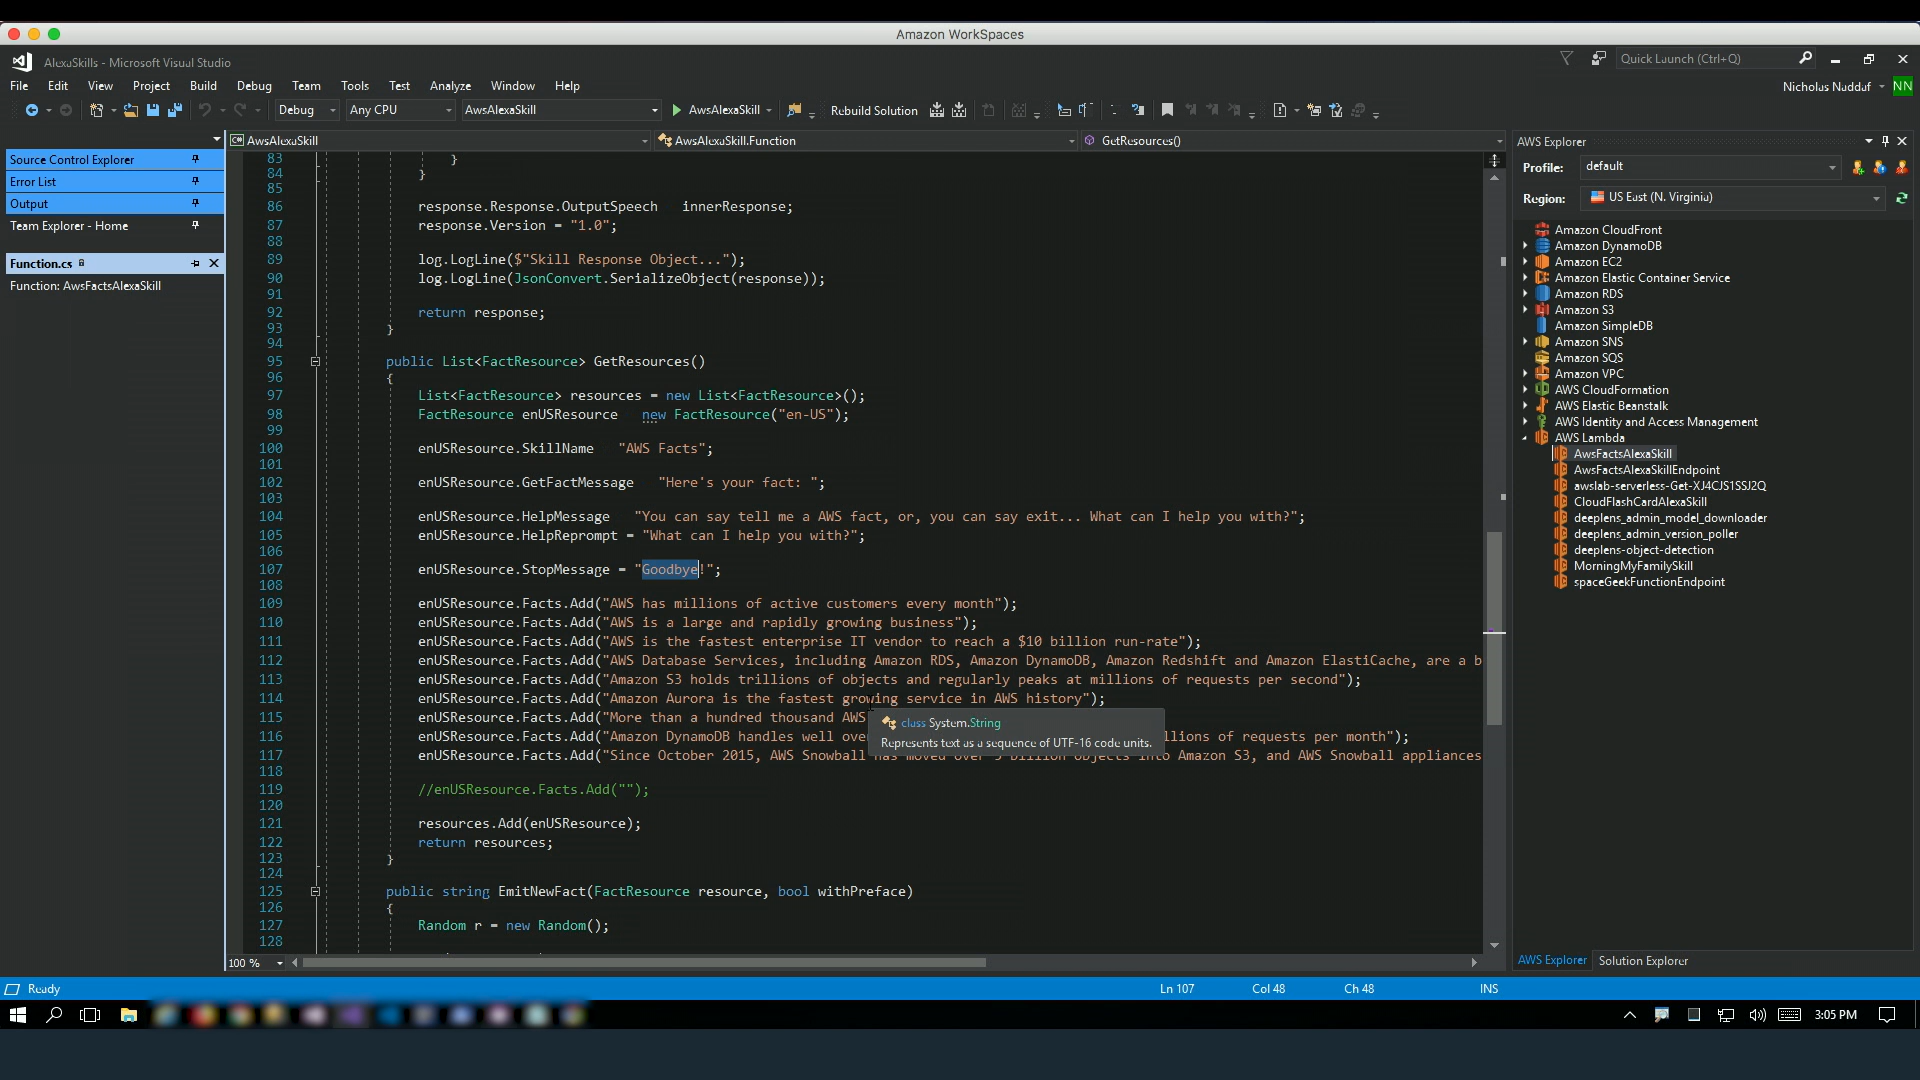 Amazon WorkSpaces
AlexaSkills - Microsoft Visual Studio
Quick Launch (Ctrl+Q)
File Edit View Project Build Debug Team Tools Test Analyze Window Help
Nicholas Naddaf NN
Debug Any CPU AwsAlexaSkill AwsAlexaSkill Rebuild Solution
Source Control Explorer
Error List
Output
Team Explorer - Home
Function.cs
Function: AwsFactsAlexaSkill
C# AwsAlexaSkill AwsAlexaSkill.Function GetResources()
83 }
84 }
85
86 response.Response.OutputSpeech innerResponse;
87 response.Version = "1.0";
88
89 log.LogLine($"Skill Response Object...");
90 log.LogLine(JsonConvert.SerializeObject(response));
91
92 return response;
93 }
94
95 public List<FactResource> GetResources()
96 {
97 List<FactResource> resources = new List<FactResource>();
98 FactResource enUSResource new FactResource("en-US");
99
100 enUSResource.SkillName "AWS Facts";
101
102 enUSResource.GetFactMessage "Here's your fact: ";
103
104 enUSResource.HelpMessage "You can say tell me a AWS fact, or, you can say exit... What can I help you with?";
105 enUSResource.HelpReprompt = "What can I help you with?";
106
107 enUSResource.StopMessage = "Goodbye!";
108
109 enUSResource.Facts.Add("AWS has millions of active customers every month");
110 enUSResource.Facts.Add("AWS is a large and rapidly growing business");
111 enUSResource.Facts.Add("AWS is the fastest enterprise IT vendor to reach a $10 billion run-rate");
112 enUSResource.Facts.Add("AWS Database Services, including Amazon RDS, Amazon DynamoDB, Amazon Redshift and Amazon ElastiCache, are a b
113 enUSResource.Facts.Add("Amazon S3 holds trillions of objects and regularly peaks at millions of requests per second");
114 enUSResource.Facts.Add("Amazon Aurora is the fastest growing service in AWS history");
115 enUSResource.Facts.Add("More than a hundred thousand AWS
116 enUSResource.Facts.Add("Amazon DynamoDB handles well over llions of requests per month");
117 enUSResource.Facts.Add("Since October 2015, AWS Snowball has moved over billion objects into Amazon S3, and AWS Snowball appliances
118
119 //enUSResource.Facts.Add("");
120
121 resources.Add(enUSResource);
122 return resources;
123 }
124
125 public string EmitNewFact(FactResource resource, bool withPreface)
126 {
127 Random r = new Random();
128
class System.String
Represents text as a sequence of UTF-16 code units.
100 %
AWS Explorer
Profile: default
Region: US East (N. Virginia)
Amazon CloudFront
Amazon DynamoDB
Amazon EC2
Amazon Elastic Container Service
Amazon RDS
Amazon S3
Amazon SimpleDB
Amazon SNS
Amazon SQS
Amazon VPC
AWS CloudFormation
AWS Elastic Beanstalk
AWS Identity and Access Management
AWS Lambda
AwsFactsAlexaSkill
AwsFactsAlexaSkillEndpoint
awslab-serverless-Get-XJ4CJS1SSJ2Q
CloudFlashCardAlexaSkill
deeplens_admin_model_downloader
deeplens_admin_version_poller
deeplens-object-detection
MorningMyFamilySkill
spaceGeekFunctionEndpoint
AWS Explorer Solution Explorer
Ready Ln 107 Col 48 Ch 48 INS
3:05 PM